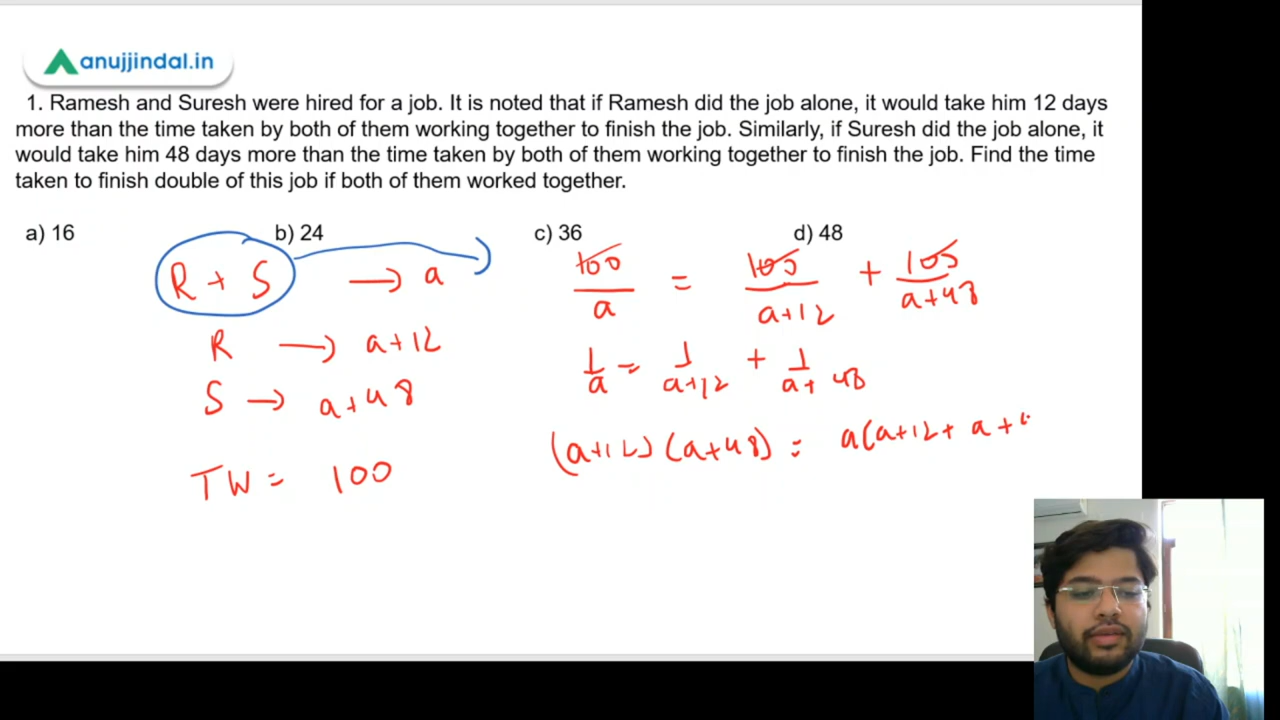 anujjindal.in
1. Ramesh and Suresh were hired for a job. It is noted that if Ramesh did the job alone, it would take him 12 days
more than the time taken by both of them working together to finish the job. Similarly, if Suresh did the job alone, it
would take him 48 days more than the time taken by both of them working together to finish the job. Find the time
taken to finish double of this job if both of them worked together.
a) 16 b) 24 c) 36 d) 48
R + S → a
R → a+12
S → a+48
TW = 100
100/a = 100/a+12 + 100/a+48
1/a = 1/a+12 + 1/a+48
(a+12)(a+48) = a(a+12+ a+